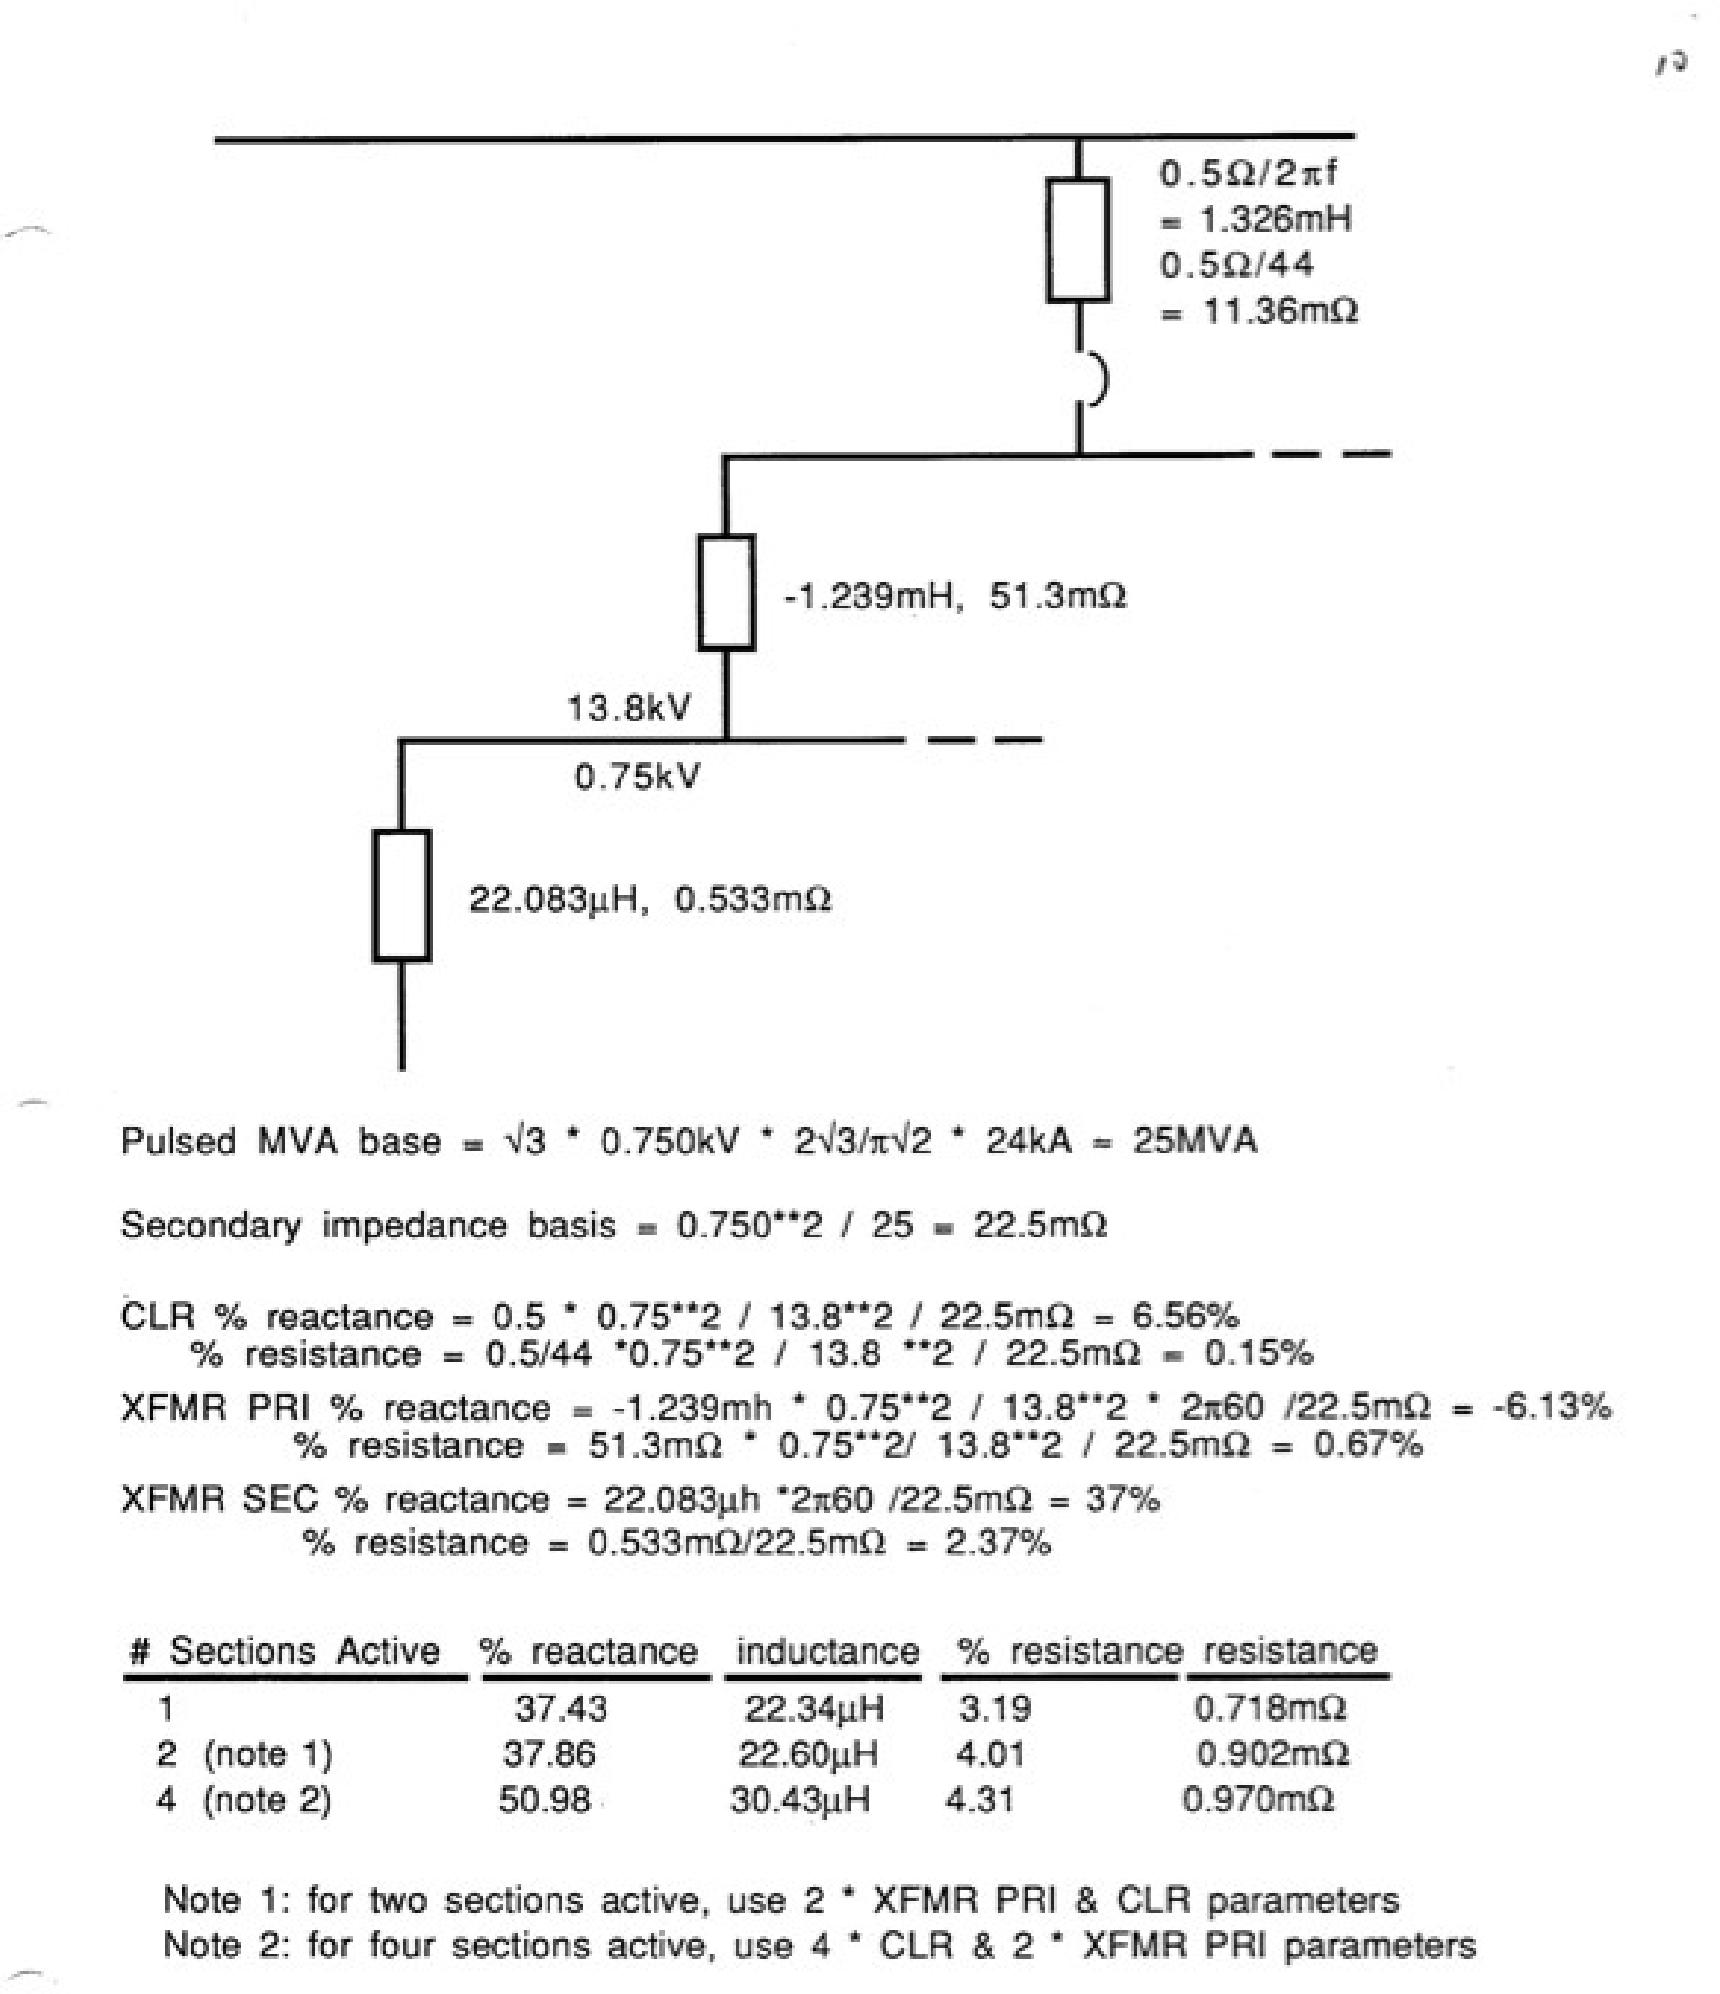 12
0.5Ω/2πf
= 1.326mH
0.5Ω/44
= 11.36mΩ
-1.239mH, 51.3mΩ
13.8kV
0.75kV
22.083μH, 0.533mΩ
Pulsed MVA base = √3 * 0.750kV * 2√3/π√2 * 24kA = 25MVA
Secondary impedance basis = 0.750**2 / 25 = 22.5mΩ
CLR % reactance = 0.5 * 0.75**2 / 13.8**2 / 22.5mΩ = 6.56%
% resistance = 0.5/44 *0.75**2 / 13.8 **2 / 22.5mΩ = 0.15%
XFMR PRI % reactance = -1.239mh * 0.75**2 / 13.8**2 * 2π60 /22.5mΩ = -6.13%
% resistance = 51.3mΩ * 0.75**2/ 13.8**2 / 22.5mΩ = 0.67%
XFMR SEC % reactance = 22.083μh *2π60 /22.5mΩ = 37%
% resistance = 0.533mΩ/22.5mΩ = 2.37%
# Sections Active % reactance inductance % resistance resistance
1 37.43 22.34μH 3.19 0.718mΩ
2 (note 1) 37.86 22.60μH 4.01 0.902mΩ
4 (note 2) 50.98 30.43μH 4.31 0.970mΩ
Note 1: for two sections active, use 2 * XFMR PRI & CLR parameters
Note 2: for four sections active, use 4 * CLR & 2 * XFMR PRI parameters